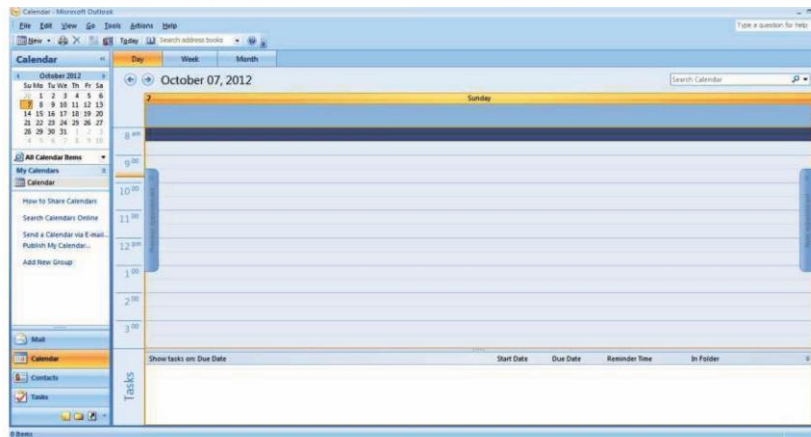 Calendar - Microsoft Outlook
File Edit View Go Tools Actions Help
Type a question for help
New Today Search address books
Calendar «
Day Week Month
October 2012
Su Mo Tu We Th Fr Sa
30 1 2 3 4 5 6
7 8 9 10 11 12 13
14 15 16 17 18 19 20
21 22 23 24 25 26 27
28 29 30 31 1 2 3
4 5 6 7 8 9 10
October 07, 2012
Search Calendar
7 Sunday
8 am
9 00
10 00
11 00
12 pm
1 00
2 00
3 00
All Calendar Items
My Calendars
Calendar
How to Share Calendars
Search Calendars Online
Send a Calendar via E-mail...
Publish My Calendar...
Add New Group
Mail
Calendar
Contacts
Tasks
Tasks
Show tasks on: Due Date Start Date Due Date Reminder Time In Folder
0 Items